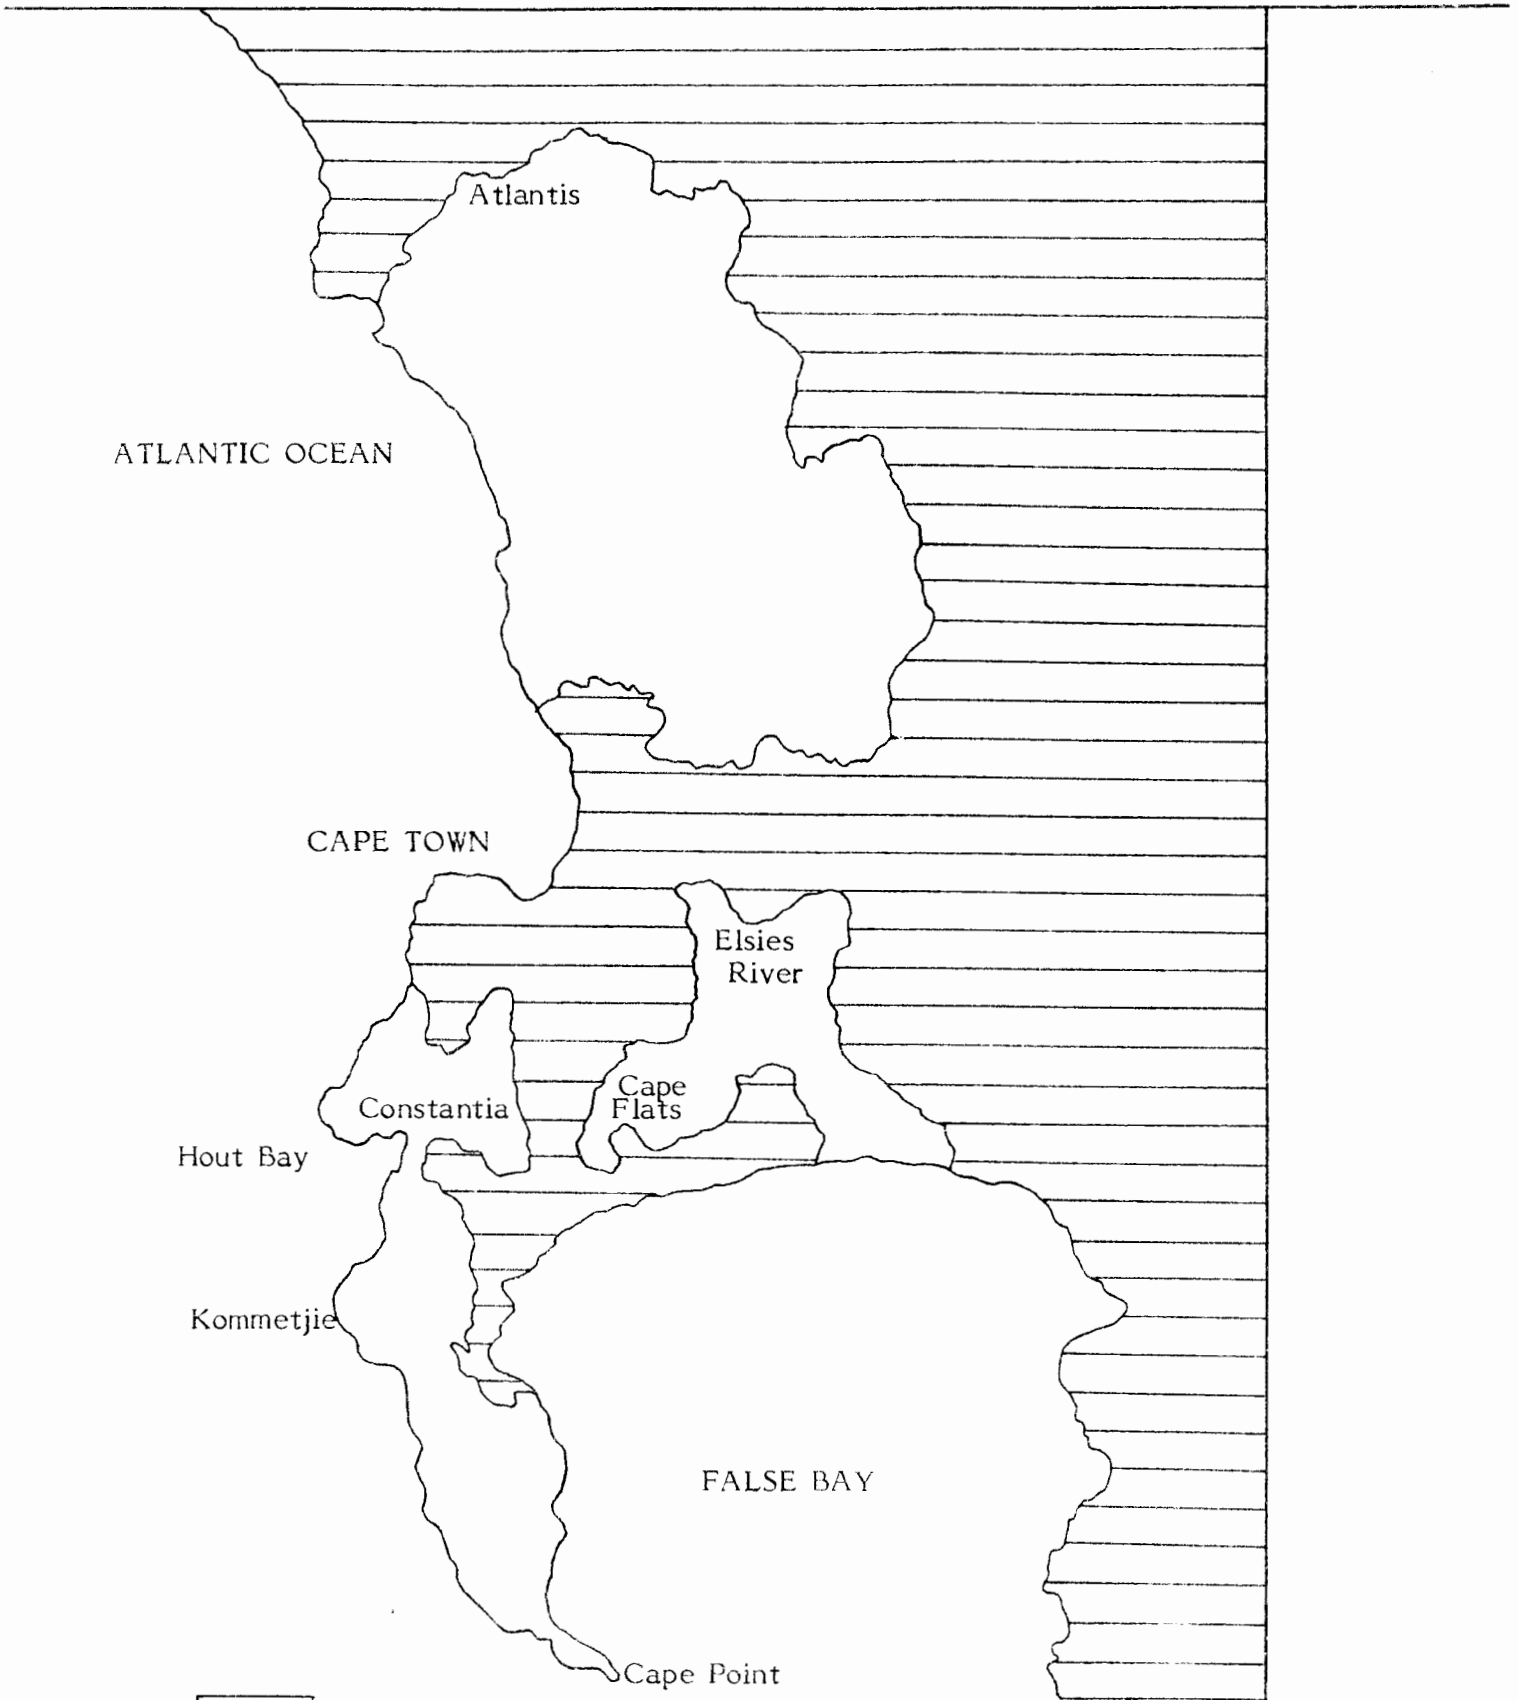 Atlantis
ATLANTIC OCEAN
CAPE TOWN
Elsies
River
Cape
Flats
Constantia
Hout Bay
Kommetjie
FALSE BAY
Cape Point